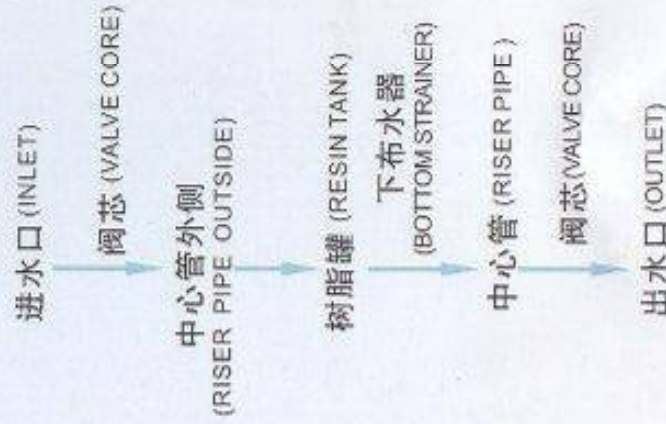 进水口 (INLET)
阀芯 (VALVE CORE)
中心管外侧
(RISER PIPE OUTSIDE)
树脂罐 (RESIN TANK)
下布水器
(BOTTOM STRAINER)
中心管 (RISER PIPE )
阀芯(VALVE CORE)
出水口 (OUTLET)